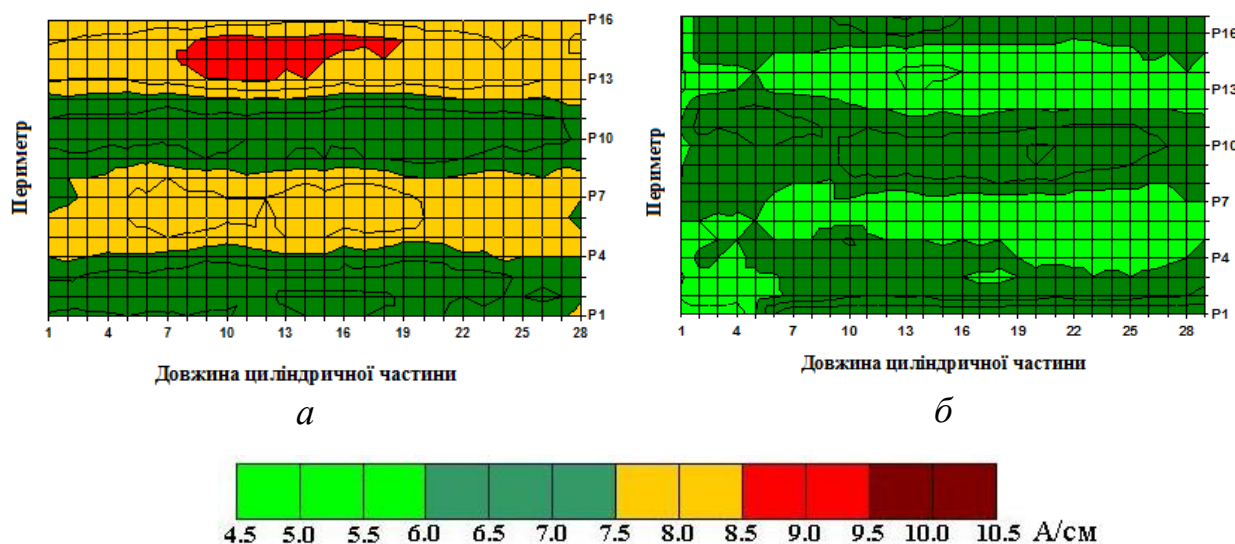 P16
P13
P10
P7
P4
P1
Периметр
1 4 7 10 13 16 19 22 25 28
Довжина циліндричної частини
а
P16
P13
P10
P7
P4
P1
Периметр
1 4 7 10 13 16 19 22 25 28
Довжина циліндричної частини
б
4.5 5.0 5.5 6.0 6.5 7.0 7.5 8.0 8.5 9.0 9.5 10.0 10.5 А/см